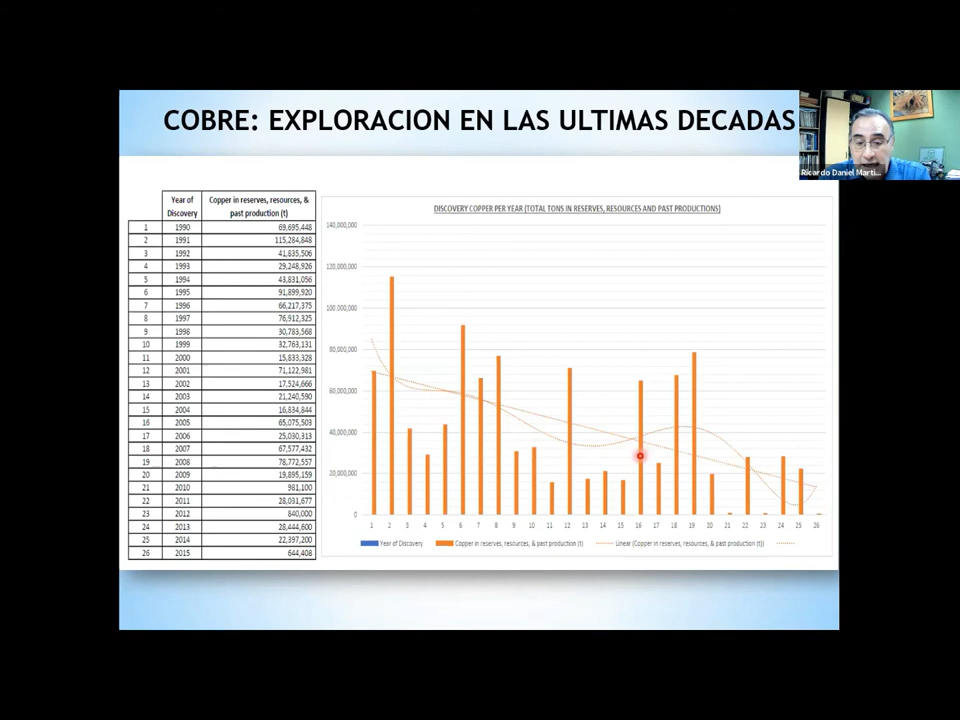 COBRE: EXPLORACION EN LAS ULTIMAS DECADAS
Ricardo Daniel Marti...
Year of Discovery Copper in reserves, resources, & past production (t)
1 1990 69,695,448
2 1991 115,284,848
3 1992 41,835,506
4 1993 29,248,926
5 1994 43,831,056
6 1995 91,899,920
7 1996 66,217,375
8 1997 76,912,325
9 1998 30,783,568
10 1999 32,763,131
11 2000 15,833,328
12 2001 71,122,981
13 2002 17,524,666
14 2003 21,240,590
15 2004 16,834,844
16 2005 65,075,503
17 2006 25,030,313
18 2007 67,577,432
19 2008 78,772,557
20 2009 19,895,159
21 2010 981,100
22 2011 28,031,677
23 2012 840,000
24 2013 28,444,600
25 2014 22,397,200
26 2015 644,408
DISCOVERY COPPER PER YEAR (TOTAL TONS IN RESERVES, RESOURCES AND PAST PRODUCTIONS)
140,000,000
120,000,000
100,000,000
80,000,000
60,000,000
40,000,000
20,000,000
0
1 2 3 4 5 6 7 8 9 10 11 12 13 14 15 16 17 18 19 20 21 22 23 24 25 26
Year of Discovery Copper in reserves, resources, & past production (t) Linear (Copper in reserves, resources, & past production (t))